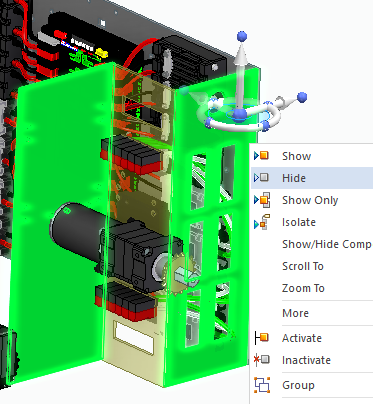 Show
Hide
Show Only
Isolate
Show/Hide Comp
Scroll To
Zoom To
More
Activate
Inactivate
Group